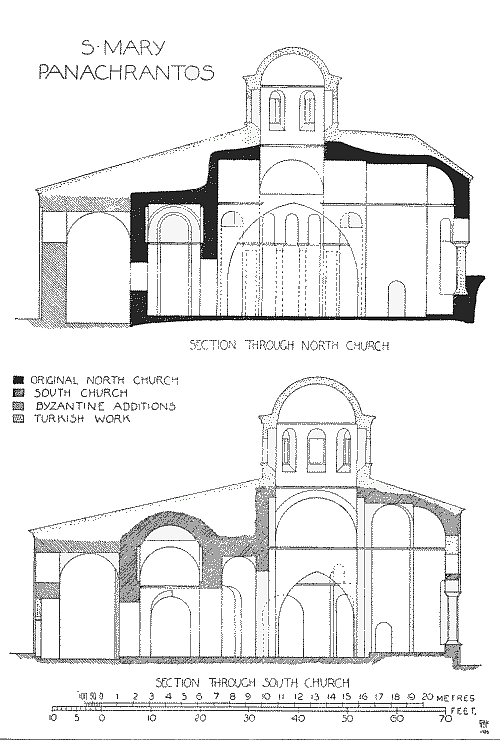 S·MARY
PANACHRANTOS
SECTION THROUGH NORTH CHURCH
ORIGINAL NORTH CHURCH
SOUTH CHURCH
BYZANTINE ADDITIONS
TURKISH WORK
SECTION THROUGH SOUTH CHURCH
100 50 0 1 2 3 4 5 6 7 8 9 10 11 12 13 14 15 16 17 18 19 20 METRES
10 5 0 10 20 30 40 50 60 70 FEET.